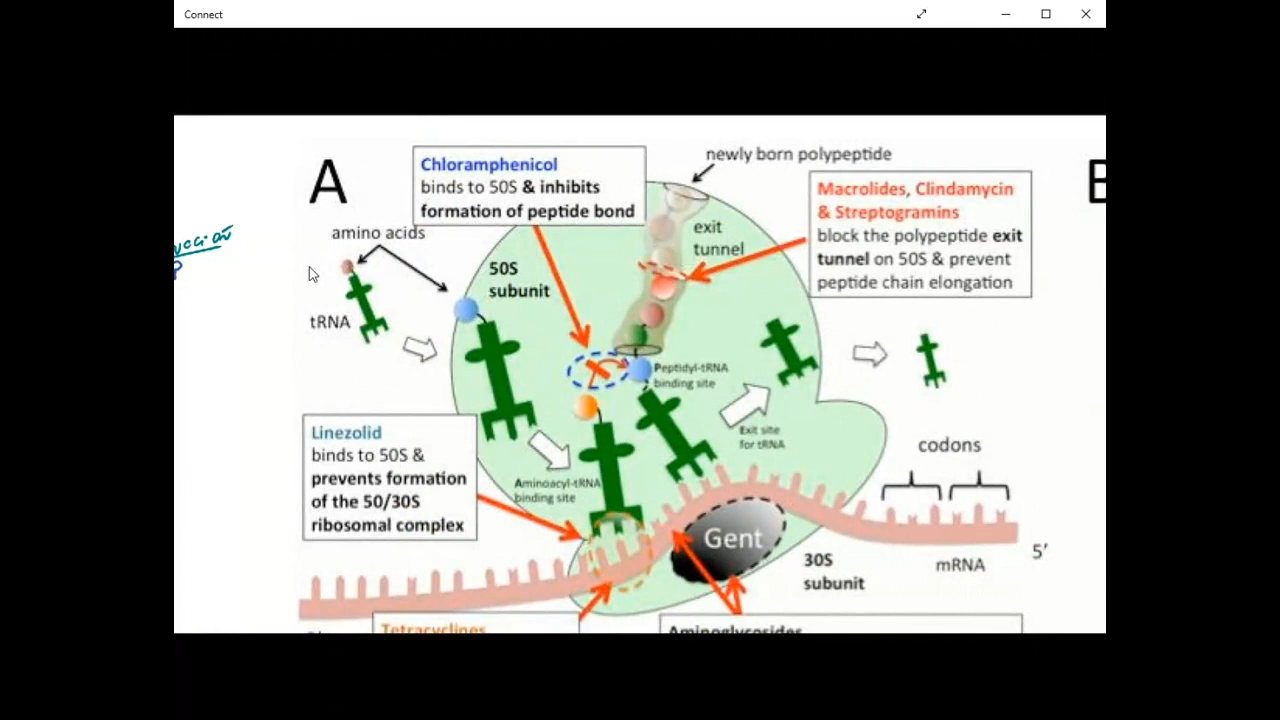 Connect
A
B
Chloramphenicol
binds to 50S & inhibits
formation of peptide bond
newly born polypeptide
Macrolides, Clindamycin
& Streptogramins
block the polypeptide exit
tunnel on 50S & prevent
peptide chain elongation
exit
tunnel
amino acids
50S
subunit
tRNA
Peptidyl-tRNA
binding site
Linezolid
binds to 50S &
prevents formation
of the 50/30S
ribosomal complex
Exit site
for tRNA
codons
Aminoacyl-tRNA
binding site
Gent
30S
subunit
mRNA
5’
Tetracyclines
Aminoglycosides